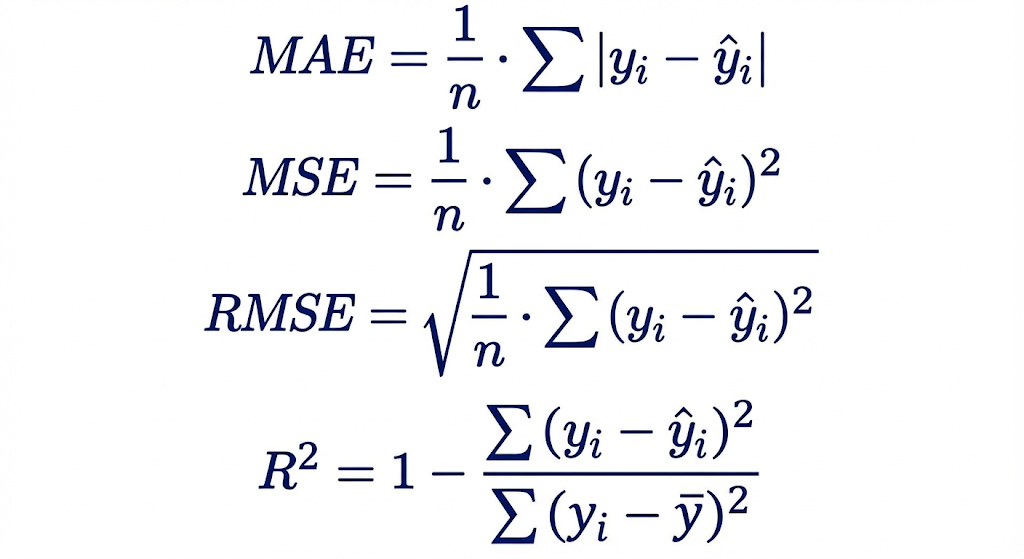 MAE = 1/n · ∑ |yᵢ − ŷᵢ|
MSE = 1/n · ∑ (yᵢ − ŷᵢ)²
RMSE = √(1/n · ∑ (yᵢ − ŷᵢ)²)
R² = 1 − ∑ (yᵢ − ŷᵢ)² / ∑ (yᵢ − ȳ)²